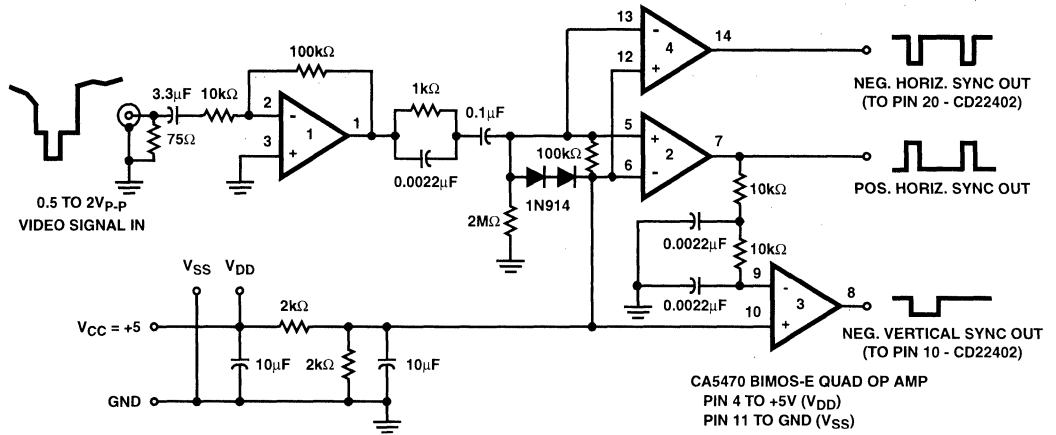 13
14
4
12
NEG. HORIZ. SYNC OUT
(TO PIN 20 - CD22402)
100kΩ
3.3μF
10kΩ
2
1
1
3
75Ω
1kΩ
0.0022μF
0.1μF
100kΩ
5
6
2
7
POS. HORIZ. SYNC OUT
0.5 TO 2VP-P
VIDEO SIGNAL IN
1N914
2MΩ
10kΩ
0.0022μF
10kΩ
0.0022μF
9
10
3
8
NEG. VERTICAL SYNC OUT
(TO PIN 10 - CD22402)
VSS
VDD
VCC = +5
2kΩ
10μF
2kΩ
10μF
GND
CA5470 BIMOS-E QUAD OP AMP
PIN 4 TO +5V (VDD)
PIN 11 TO GND (VSS)